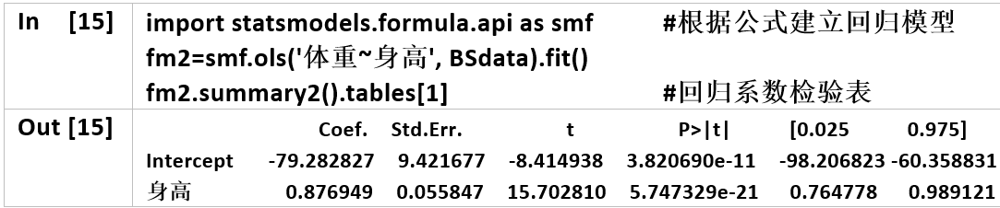 In [15] import statsmodels.formula.api as smf #根据公式建立回归模型
fm2=smf.ols('体重~身高', BSdata).fit()
fm2.summary2().tables[1] #回归系数检验表
Out [15] Coef. Std.Err. t P>|t| [0.025 0.975]
Intercept -79.282827 9.421677 -8.414938 3.820690e-11 -98.206823 -60.358831
身高 0.876949 0.055847 15.702810 5.747329e-21 0.764778 0.989121